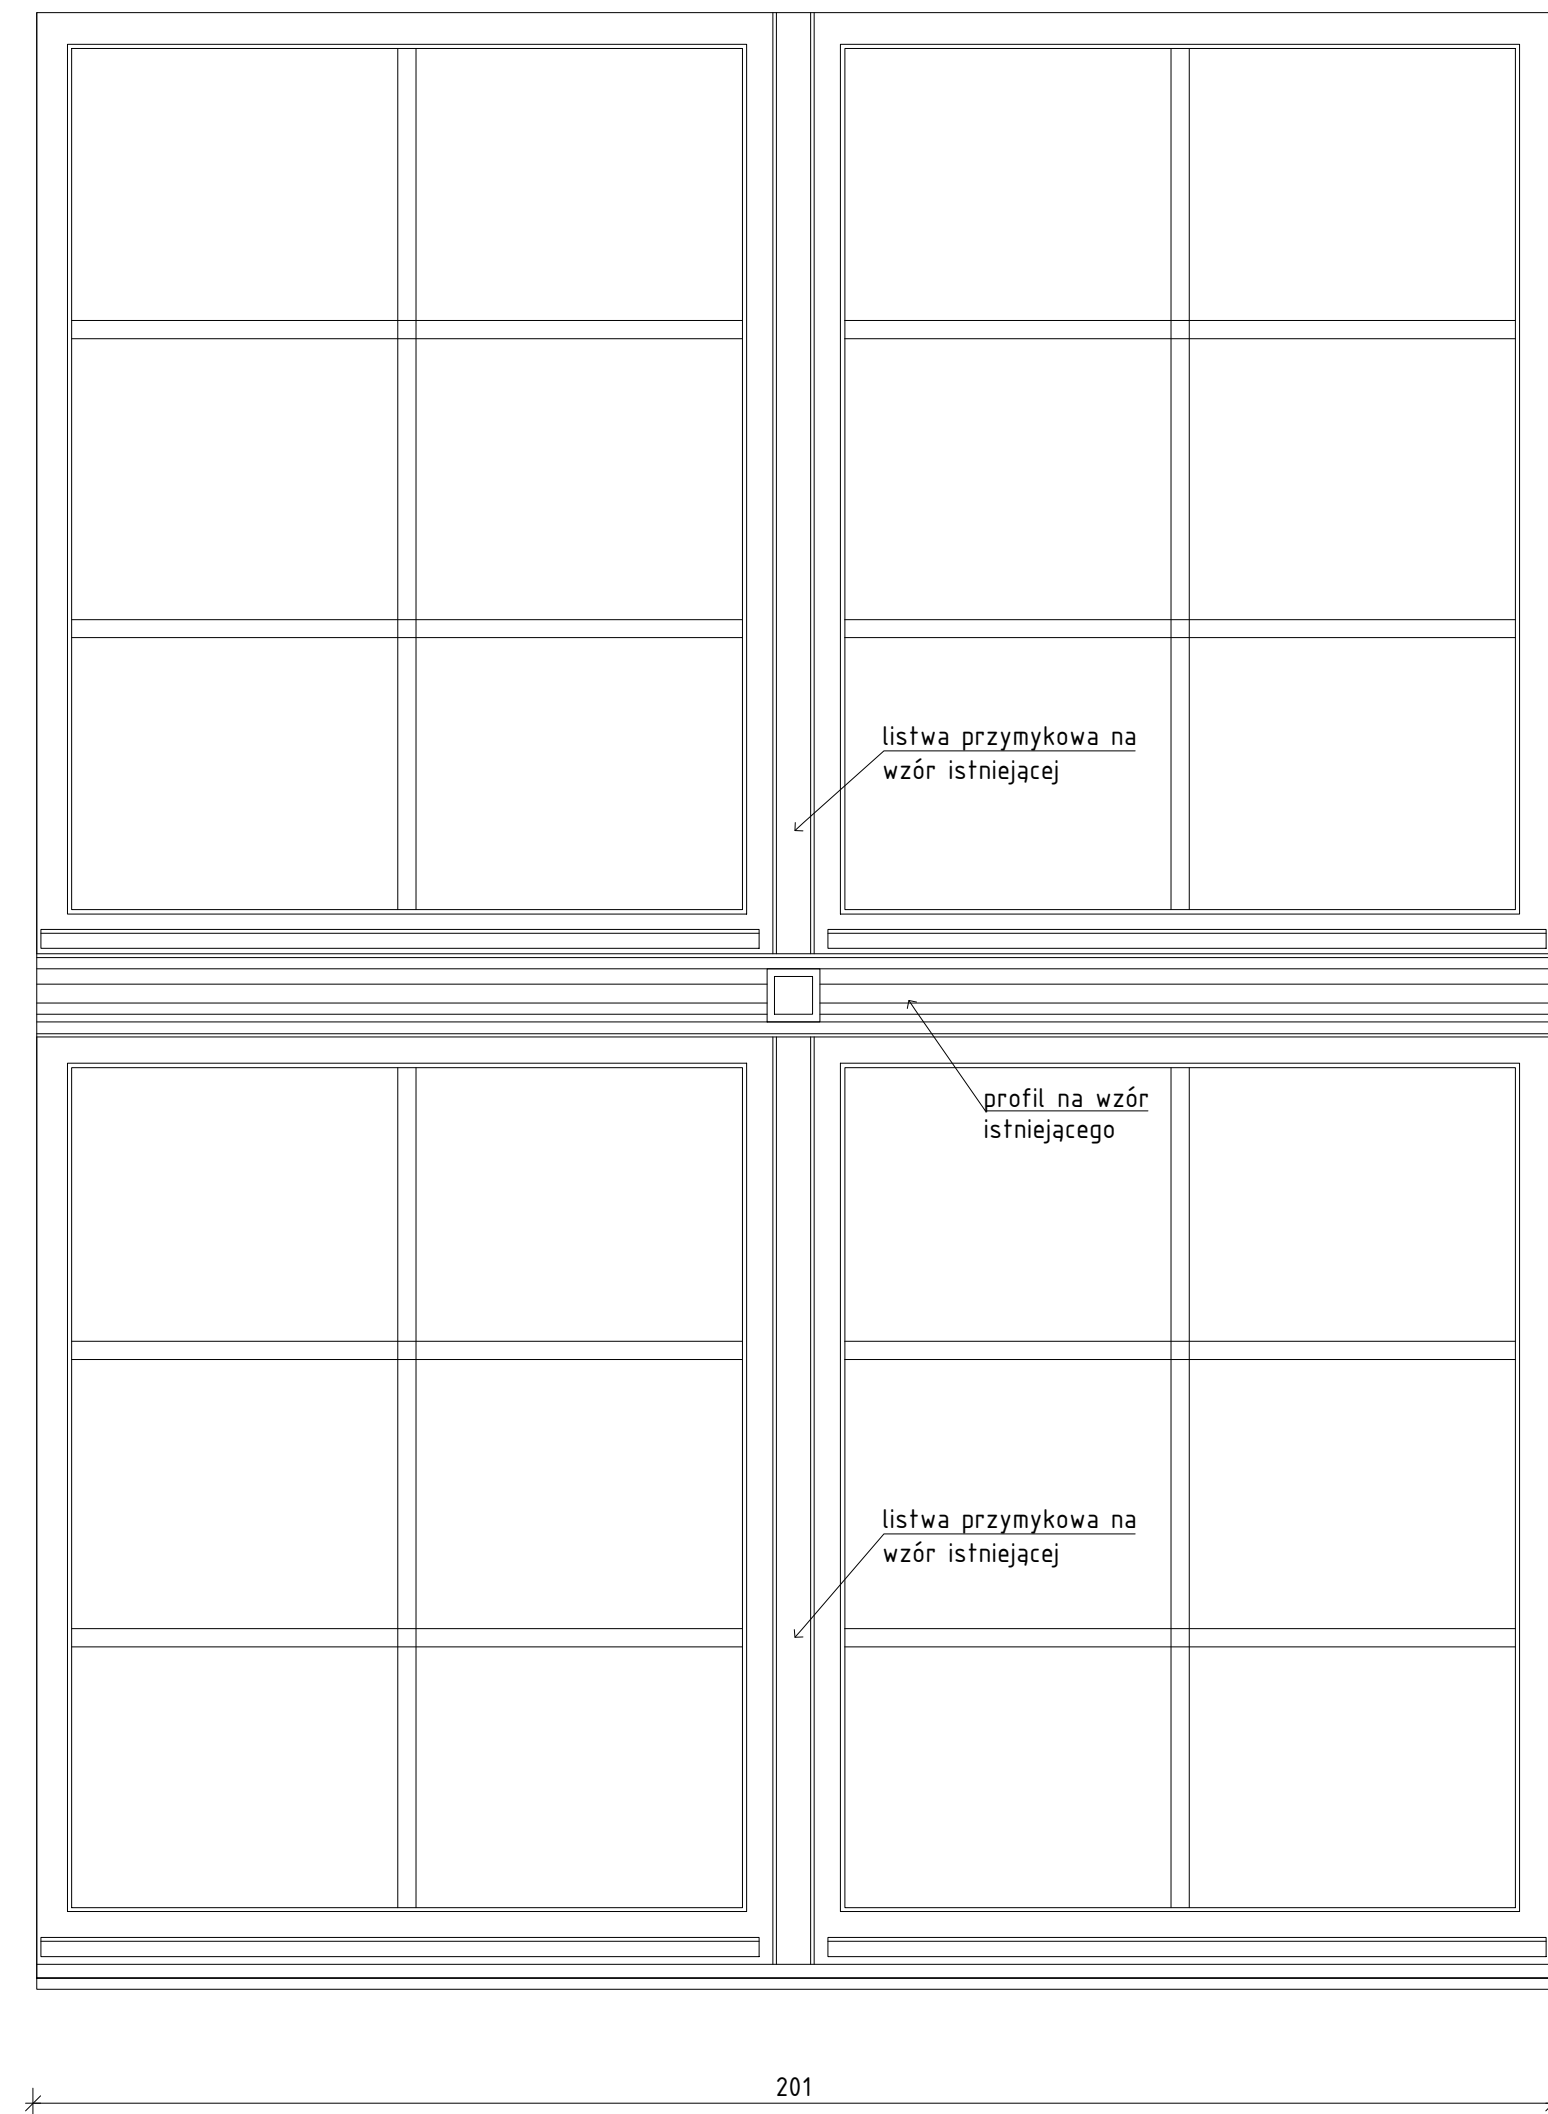 listwa przymykowa na
wzór istniejącej
profil na wzór
istniejącego
listwa przymykowa na
wzór istniejącej
201